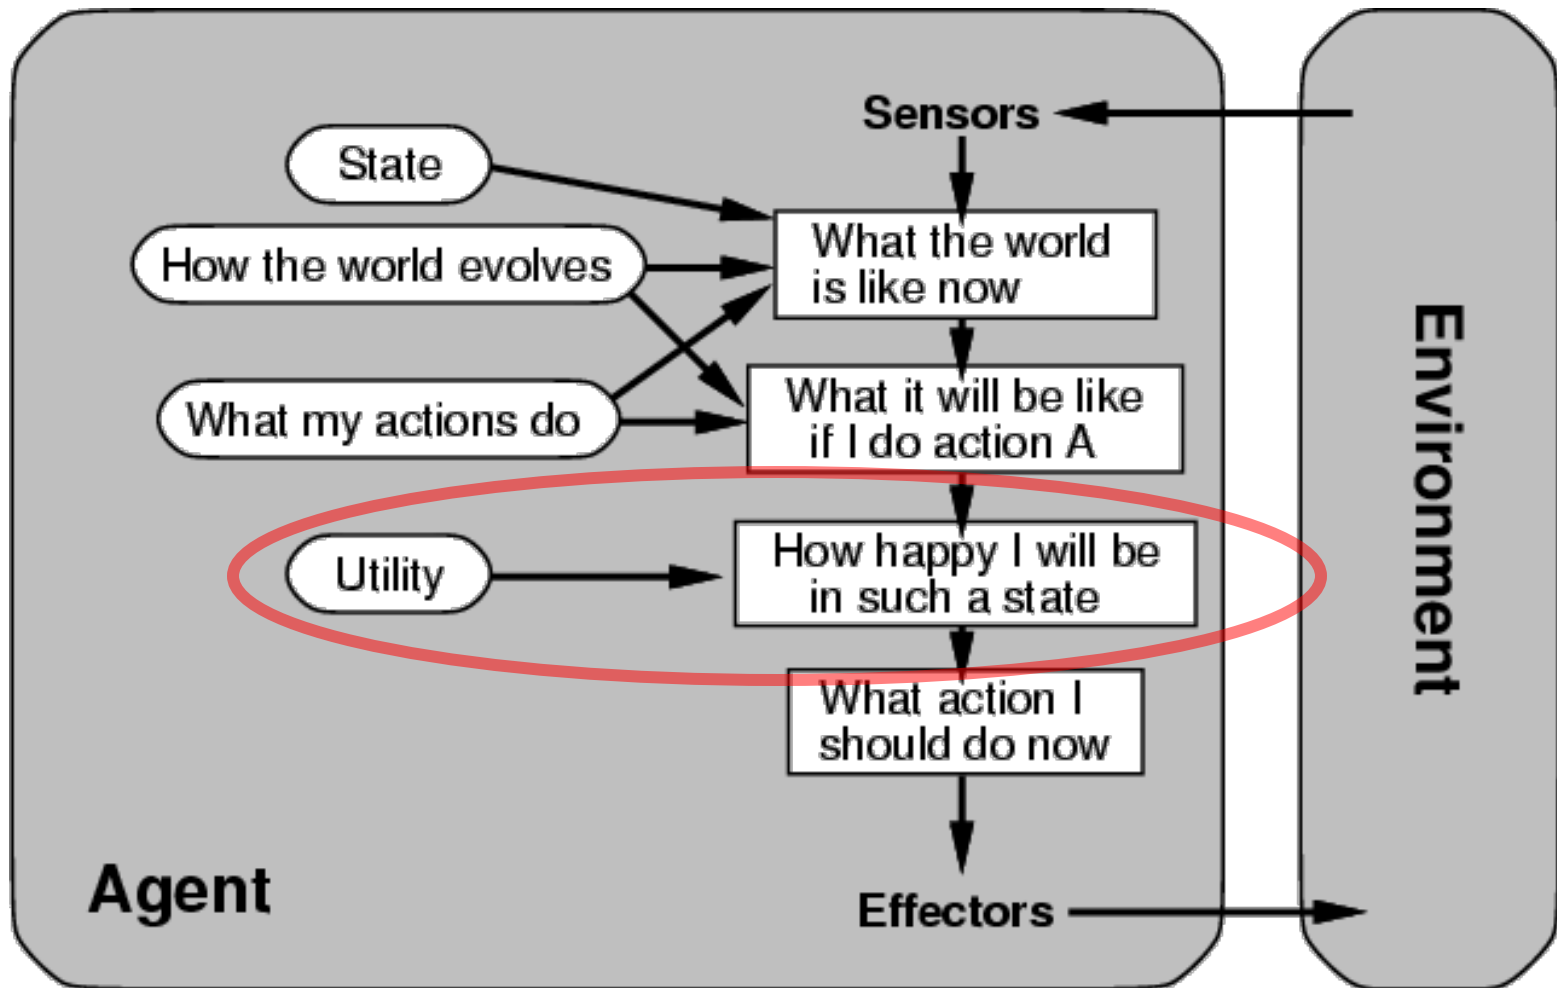 Sensors
State
What the world
is like now
How the world evolves
What it will be like
if I do action A
What my actions do
How happy I will be
in such a state
Utility
What action I
should do now
Agent
Effectors
Environment